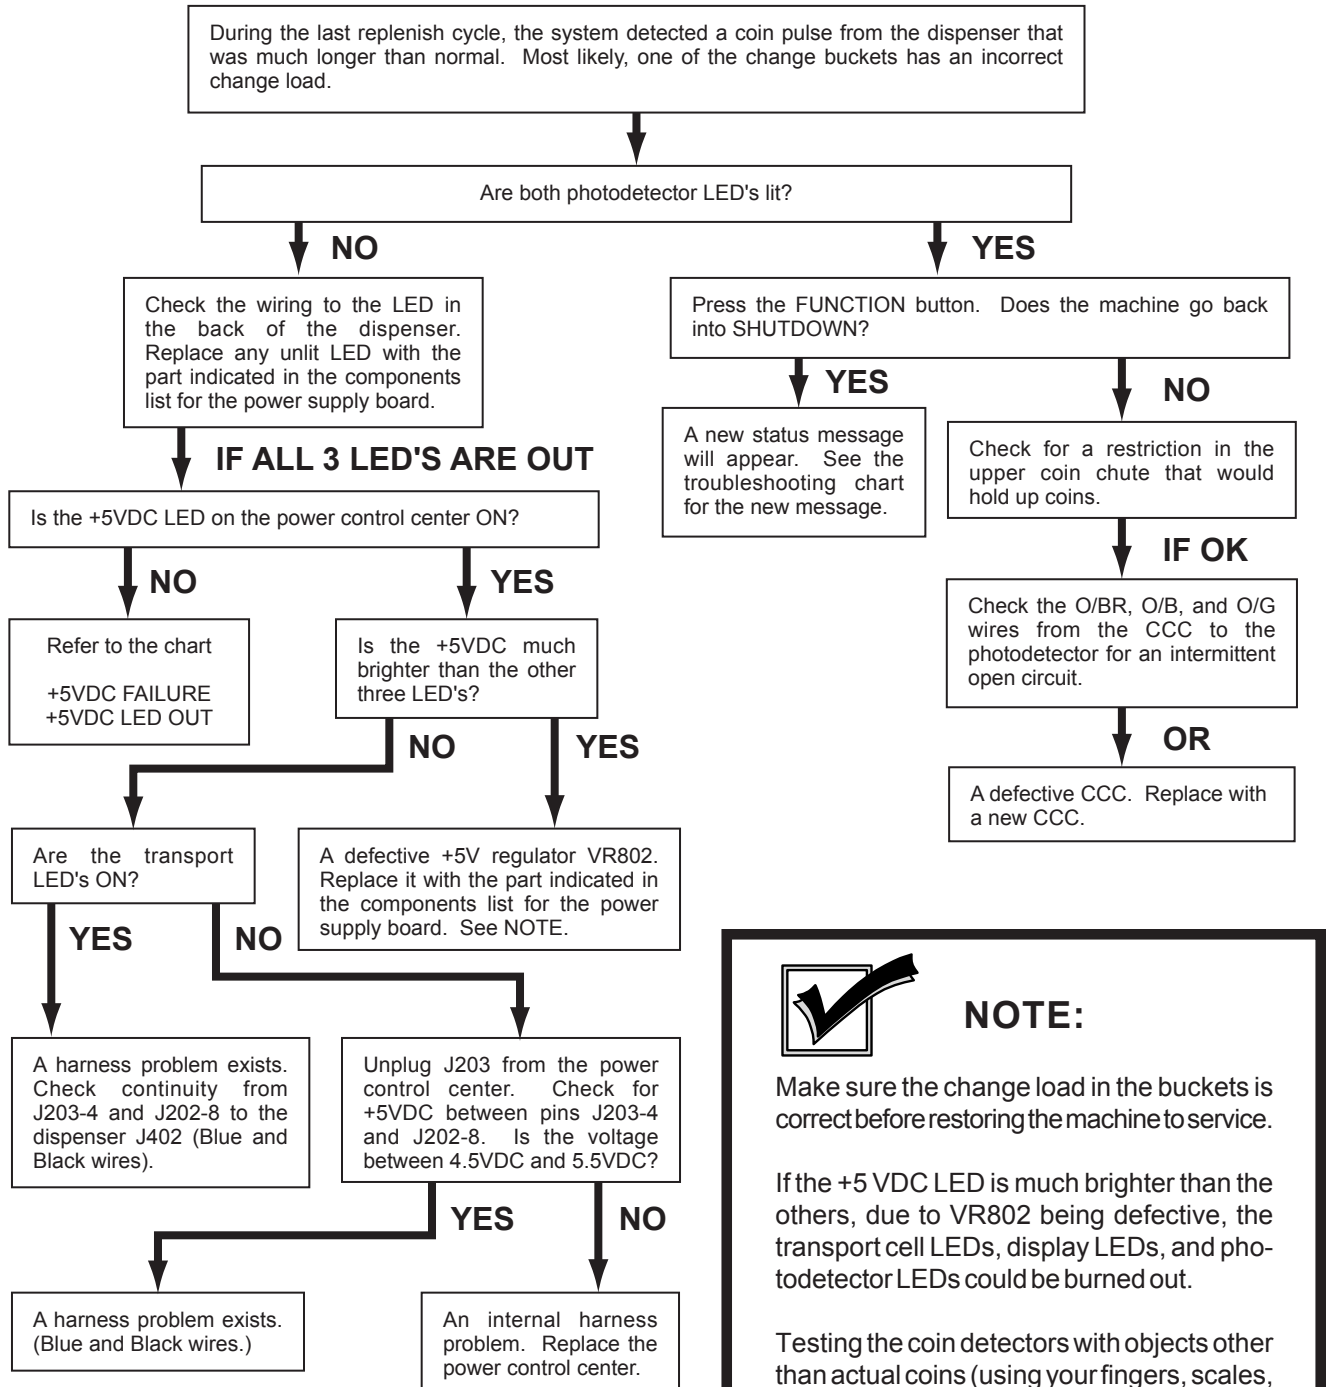 During the last replenish cycle, the system detected a coin pulse from the dispenser that
was much longer than normal. Most likely, one of the change buckets has an incorrect
change load.
Are both photodetector LED's lit?
NO
YES
Check the wiring to the LED in
the back of the dispenser.
Replace any unlit LED with the
part indicated in the components
list for the power supply board.
Press the FUNCTION button. Does the machine go back
into SHUTDOWN?
YES
NO
A new status message
will appear. See the
troubleshooting chart
for the new message.
Check for a restriction in the
upper coin chute that would
hold up coins.
IF ALL 3 LED'S ARE OUT
Is the +5VDC LED on the power control center ON?
IF OK
NO
YES
Check the O/BR, O/B, and O/G
wires from the CCC to the
photodetector for an intermittent
open circuit.
Refer to the chart
+5VDC FAILURE
+5VDC LED OUT
Is the +5VDC much
brighter than the other
three LED's?
OR
NO
YES
A defective CCC. Replace with
a new CCC.
Are the transport
LED's ON?
A defective +5V regulator VR802.
Replace it with the part indicated in
the components list for the power
supply board. See NOTE.
YES
NO
A harness problem exists.
Check continuity from
J203-4 and J202-8 to the
dispenser J402 (Blue and
Black wires).
Unplug J203 from the power
control center. Check for
+5VDC between pins J203-4
and J202-8. Is the voltage
between 4.5VDC and 5.5VDC?
YES
NO
A harness problem exists.
(Blue and Black wires.)
An internal harness
problem. Replace the
power control center.
NOTE:
Make sure the change load in the buckets is
correct before restoring the machine to service.
If the +5 VDC LED is much brighter than the
others, due to VR802 being defective, the
transport cell LEDs, display LEDs, and pho-
todetector LEDs could be burned out.
Testing the coin detectors with objects other
than actual coins (using your fingers, scales,